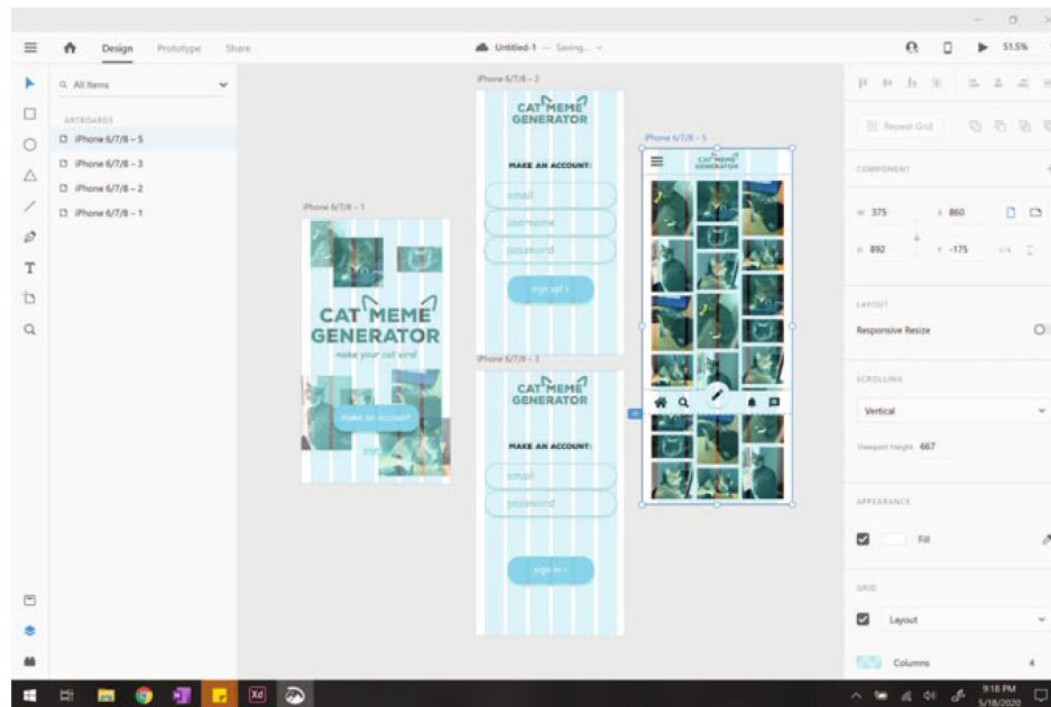 Design Prototype Share
Untitled-1 — Saving...
51.5%
All Items
ARTBOARDS
iPhone 6/7/8 – 5
iPhone 6/7/8 – 3
iPhone 6/7/8 – 2
iPhone 6/7/8 – 1
iPhone 6/7/8 – 1
CAT MEME
GENERATOR
make your cat viral
make an account!
iPhone 6/7/8 – 2
CAT MEME
GENERATOR
MAKE AN ACCOUNT:
email
username
password
sign up! >
iPhone 6/7/8 – 3
CAT MEME
GENERATOR
MAKE AN ACCOUNT:
email
password
sign in >
iPhone 6/7/8 – 5
CAT MEME
GENERATOR
Repeat Grid
COMPONENT
W 375 X 860
H 892 Y -175
LAYOUT
Responsive Resize
SCROLLING
Vertical
Viewport Height 667
APPEARANCE
Fill
GRID
Layout
Columns 4
Xd
9:18 PM
5/18/2020